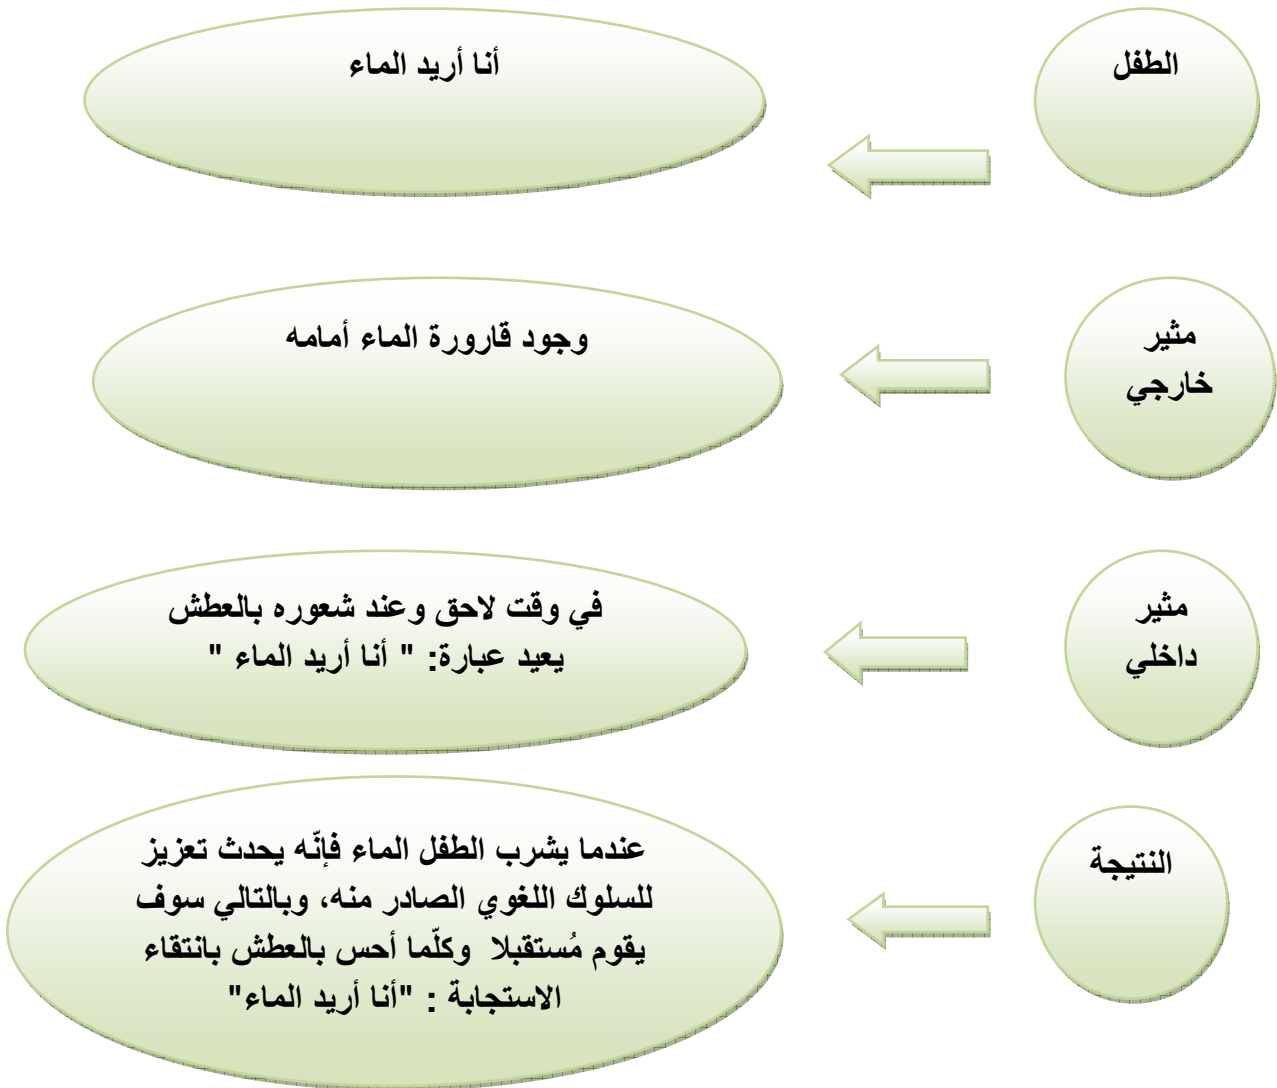 الطفل
أنا أريد الماء
مثير
خارجي
وجود قارورة الماء أمامه
مثير
داخلي
في وقت لاحق وعند شعوره بالعطش
يعيد عبارة: " أنا أريد الماء "
النتيجة
عندما يشرب الطفل الماء فإنّه يحدث تعزيز
للسلوك اللغوي الصادر منه، وبالتالي سوف
يقوم مُستقبلا وكلّما أحس بالعطش بانتقاء
الاستجابة : "أنا أريد الماء"